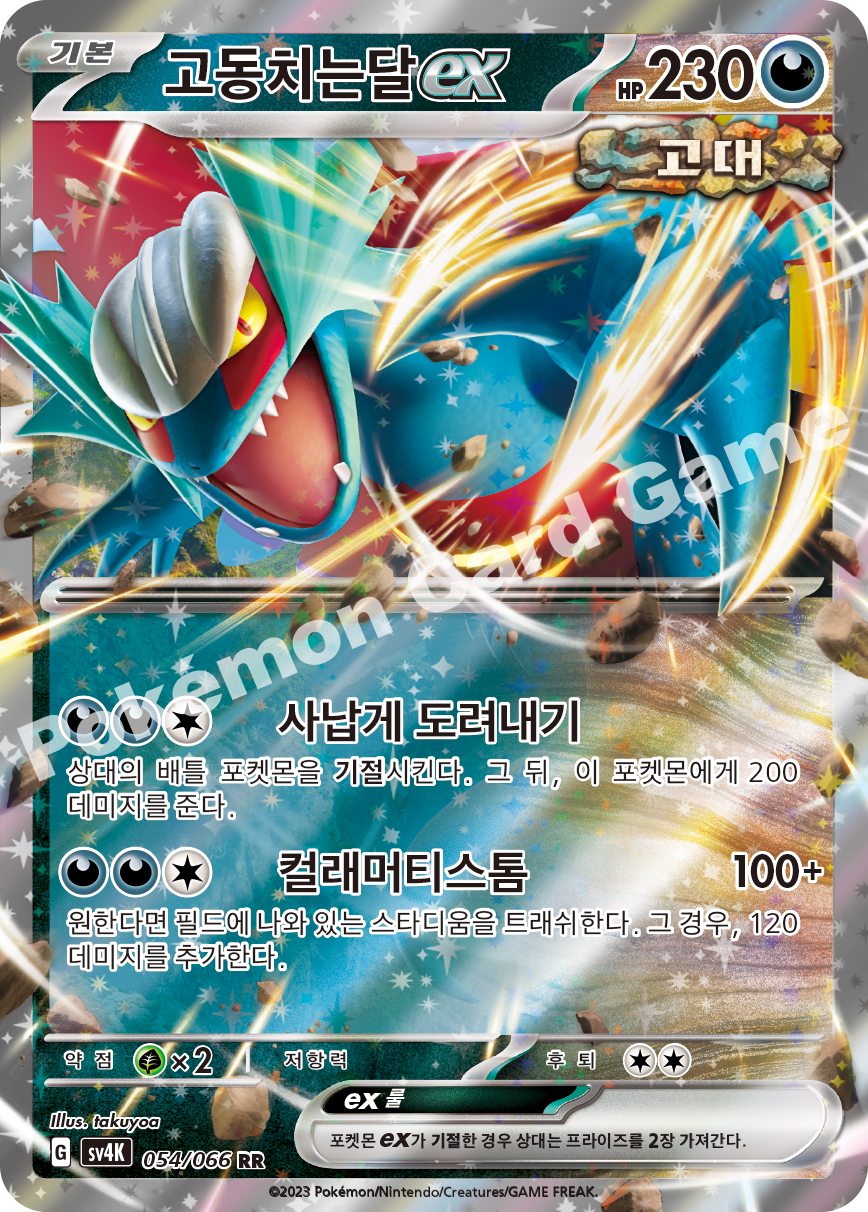 기본
고동치는달 ex
HP 230
고대
Pokémon Card Game
사납게 도려내기
상대의 배틀 포켓몬을 기절시킨다. 그 뒤, 이 포켓몬에게 200
데미지를 준다.
컬래머티스톰 100+
원한다면 필드에 나와 있는 스타디움을 트래쉬한다. 그 경우, 120
데미지를 추가한다.
약점 ×2 저항력 후퇴
ex 룰
포켓몬 ex가 기절한 경우 상대는 프라이즈를 2장 가져간다.
Illus. takuyoa
G sv4K 054/066 RR
©2023 Pokémon/Nintendo/Creatures/GAME FREAK.